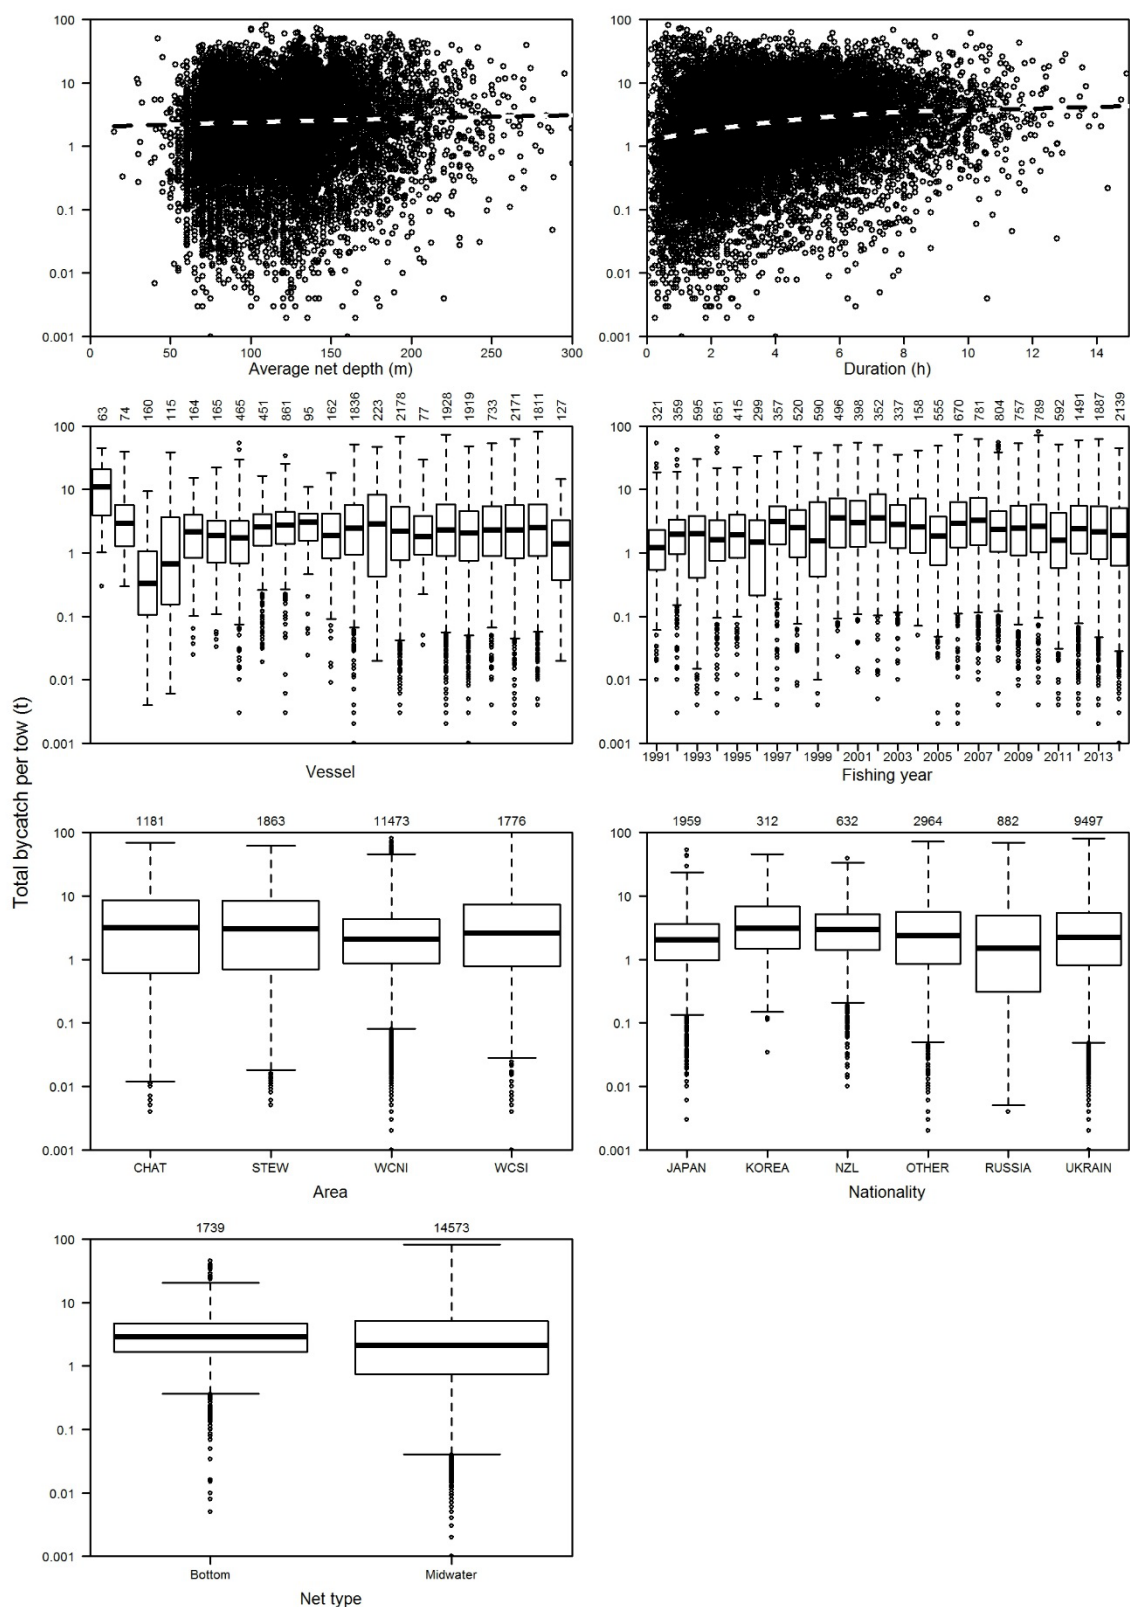 Total bycatch per tow (t)
100
10
1
0.1
0.01
0.001
0 50 100 150 200 250 300
Average net depth (m)
100
10
1
0.1
0.01
0.001
0 2 4 6 8 10 12 14
Duration (h)
63 74 160 115 164 165 465 451 861 95 162 1836 223 2178 77 1928 1919 733 2171 1811 127
100
10
1
0.1
0.01
0.001
Vessel
321 359 595 651 415 299 357 520 590 496 398 352 337 158 555 670 781 804 757 789 592 1491 1887 2139
100
10
1
0.1
0.01
0.001
1991 1993 1995 1997 1999 2001 2003 2005 2007 2009 2011 2013
Fishing year
1181 1863 11473 1776
100
10
1
0.1
0.01
0.001
CHAT STEW WCNI WCSI
Area
1959 312 632 2964 882 9497
100
10
1
0.1
0.01
0.001
JAPAN KOREA NZL OTHER RUSSIA UKRAIN
Nationality
1739 14573
100
10
1
0.1
0.01
0.001
Bottom Midwater
Net type